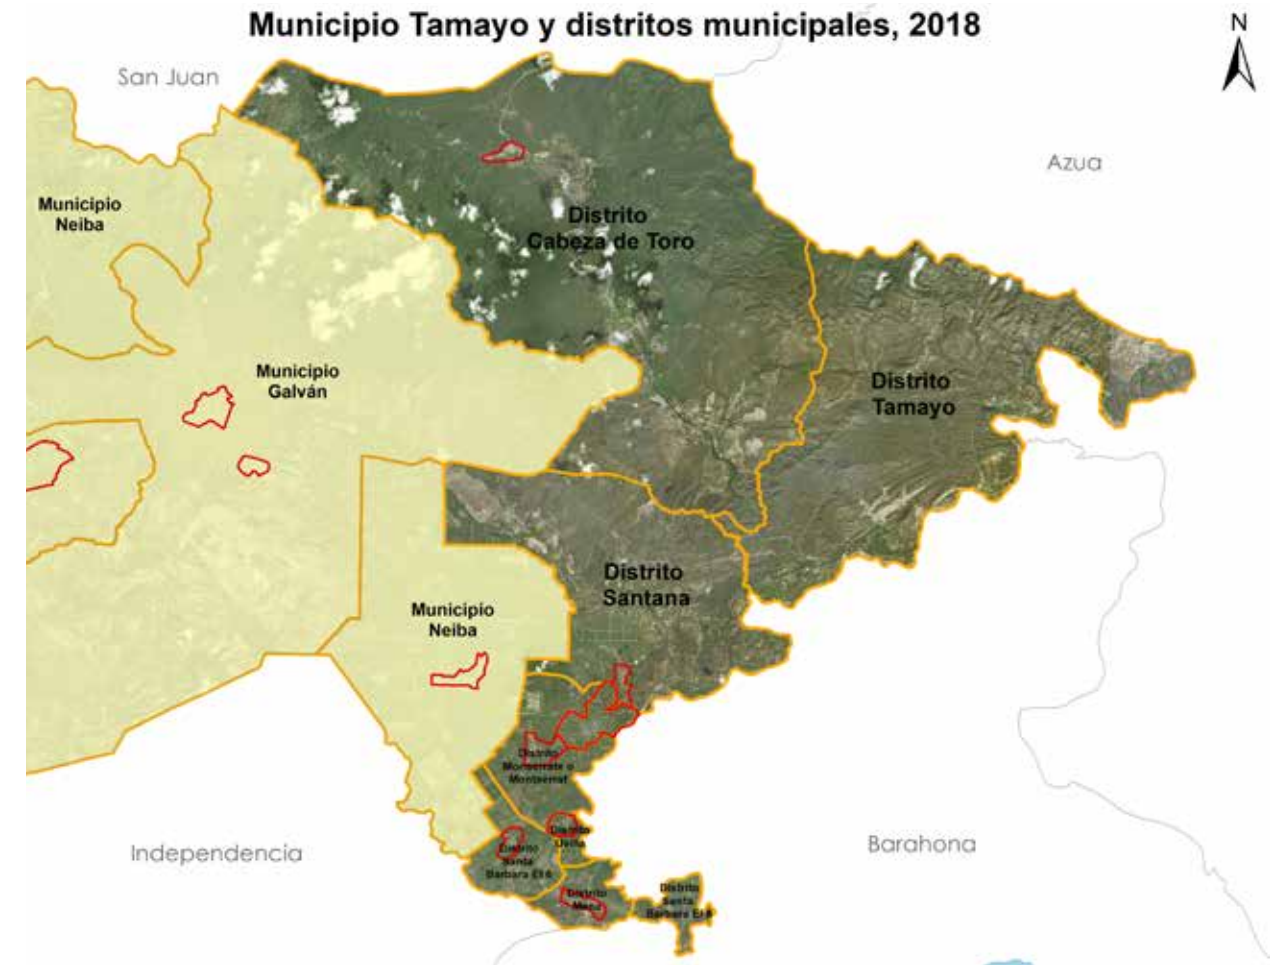 Municipio Tamayo y distritos municipales, 2018
N
San Juan
Azua
Municipio
Neiba
Distrito
Cabeza de Toro
Municipio
Galván
Distrito
Tamayo
Distrito
Santana
Municipio
Neiba
Distrito
Monserrate o
Montserrat
Distrito
Uvilla
Distrito
Santa
Barbara El 6
Distrito
Mena
Distrito
Santa
Barbara El 6
Independencia
Barahona